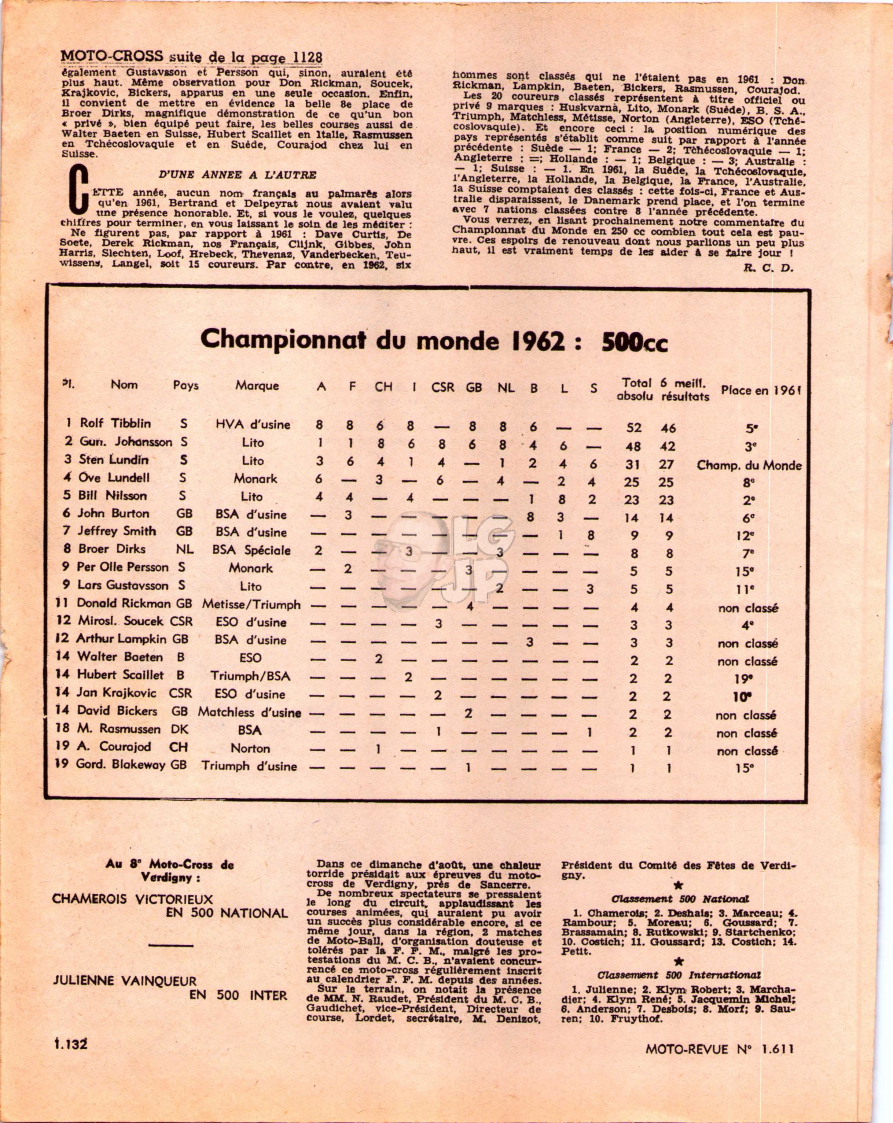 MOTO-CROSS suite de la page 1128
également Gustavsson et Persson qui, sinon, auraient été
plus haut. Même observation pour Don Rickman, Soucek,
Krajkovic, Bickers, apparus en une seule occasion. Enfin,
il convient de mettre en évidence la belle 8e place de
Broer Dirks, magnifique démonstration de ce qu'un bon
« privé », bien équipé peut faire, les belles courses aussi de
Walter Baeten en Suisse, Hubert Scaillet en Italie, Rasmussen
en Tchécoslovaquie et en Suède, Courajod chez lui en
Suisse.
D'UNE ANNEE A L'AUTRE
CETTE année, aucun nom français au palmarès alors
qu'en 1961, Bertrand et Delpeyrat nous avaient valu
une présence honorable. Et, si vous le voulez, quelques
chiffres pour terminer, en vous laissant le soin de les méditer :
Ne figurent pas, par rapport à 1961 : Dave Curtis, De
Soete, Derek Rickman, nos Français, Clijnk, Gibbes, John
Harris, Slechten, Loof, Hrebeck, Thevenaz, Vanderbecken, Teu-
wissens, Langel, soit 15 coureurs. Par contre, en 1962, six
hommes sont classés qui ne l'étaient pas en 1961 : Don
Rickman, Lampkin, Baeten, Bickers, Rasmussen, Courajod.
Les 20 coureurs classés représentent à titre officiel ou
privé 9 marques : Huskvarna, Lito, Monark (Suède), B. S. A.,
Triumph, Matchless, Métisse, Norton (Angleterre), ESO (Tché-
coslovaquie). Et encore ceci : la position numérique des
pays représentés s'établit comme suit par rapport à l'année
précédente : Suède — 1; France — 2; Tchécoslovaquie — 1;
Angleterre : =; Hollande : — 1; Belgique : — 3; Australie :
— 1; Suisse : — 1. En 1961, la Suède, la Tchécoslovaquie,
l'Angleterre, la Hollande, la Belgique, la France, l'Australie,
la Suisse comptaient des classés : cette fois-ci, France et Aus-
tralie disparaissent, le Danemark prend place, et l'on termine
avec 7 nations classées contre 8 l'année précédente.
Vous verrez, en lisant prochainement notre commentaire du
Championnat du Monde en 250 cc combien tout cela est pau-
vre. Ces espoirs de renouveau dont nous parlions un peu plus
haut, il est vraiment temps de les aider à se faire jour !
R. C. D.
Championnat du monde 1962 : 500cc
Pl. Nom Pays Marque A F CH I CSR GB NL B L S Total absolu 6 meill. résultats Place en 1961
1 Rolf Tibblin S HVA d'usine 8 8 6 8 — 8 8 6 — — 52 46 5e
2 Gun. Johansson S Lito 1 1 8 6 8 6 8 4 6 — 48 42 3e
3 Sten Lundin S Lito 3 6 4 1 4 — 1 2 4 6 31 27 Champ. du Monde
4 Ove Lundell S Monark 6 — 3 — 6 — 4 — 2 4 25 25 8e
5 Bill Nilsson S Lito 4 4 — 4 — — — 1 8 2 23 23 2e
6 John Burton GB BSA d'usine — 3 — — — — — 8 3 — 14 14 6e
7 Jeffrey Smith GB BSA d'usine — — — — — — — — 1 8 9 9 12e
8 Broer Dirks NL BSA Spéciale 2 — — 3 — — 3 — — — 8 8 7e
9 Per Olle Persson S Monark — 2 — — — 3 — — — — 5 5 15e
9 Lars Gustavsson S Lito — — — — — — 2 — — 3 5 5 11e
11 Donald Rickman GB Metisse/Triumph — — — — — 4 — — — — 4 4 non classé
12 Mirosl. Soucek CSR ESO d'usine — — — — 3 — — — — — 3 3 4e
12 Arthur Lampkin GB BSA d'usine — — — — — — — 3 — — 3 3 non classé
14 Walter Baeten B ESO — — 2 — — — — — — — 2 2 non classé
14 Hubert Scaillet B Triumph/BSA — — — 2 — — — — — — 2 2 19e
14 Jan Krajkovic CSR ESO d'usine — — — — 2 — — — — — 2 2 10e
14 David Bickers GB Matchless d'usine — — — — — 2 — — — — 2 2 non classé
18 M. Rasmussen DK BSA — — — — 1 — — — — 1 2 2 non classé
19 A. Courajod CH Norton — — 1 — — — — — — — 1 1 non classé
19 Gord. Blakeway GB Triumph d'usine — — — — — 1 — — — — 1 1 15e
LG
JP
Au 8e Moto-Cross de
Verdigny :
CHAMEROIS VICTORIEUX
EN 500 NATIONAL
JULIENNE VAINQUEUR
EN 500 INTER
Dans ce dimanche d'août, une chaleur
torride présidait aux épreuves du moto-
cross de Verdigny, près de Sancerre.
De nombreux spectateurs se pressaient
le long du circuit, applaudissant les
courses animées, qui auraient pu avoir
un succès plus considérable encore, si ce
même jour, dans la région, 2 matches
de Moto-Ball, d'organisation douteuse et
tolérés par la F. F. M., malgré les pro-
testations du M. C. B., n'avaient concur-
rencé ce moto-cross régulièrement inscrit
au calendrier F. F. M. depuis des années.
Sur le terrain, on notait la présence
de MM. N. Raudet, Président du M. C. B.,
Gaudichet, vice-Président, Directeur de
course, Lordet, secrétaire, M. Denizot,
Président du Comité des Fêtes de Verdi-
gny.
★
Classement 500 National
1. Chamerois; 2. Deshais; 3. Marceau; 4.
Rambour; 5. Moreau; 6. Goussard; 7.
Brassamain; 8. Rutkowski; 9. Startchenko;
10. Costich; 11. Goussard; 13. Costich; 14.
Petit.
★
Classement 500 International
1. Julienne; 2. Klym Robert; 3. Marcha-
dier; 4. Klym René; 5. Jacquemin Michel;
6. Anderson; 7. Desbois; 8. Morf; 9. Sau-
ren; 10. Fruythof.
1.132
MOTO-REVUE N° 1.611